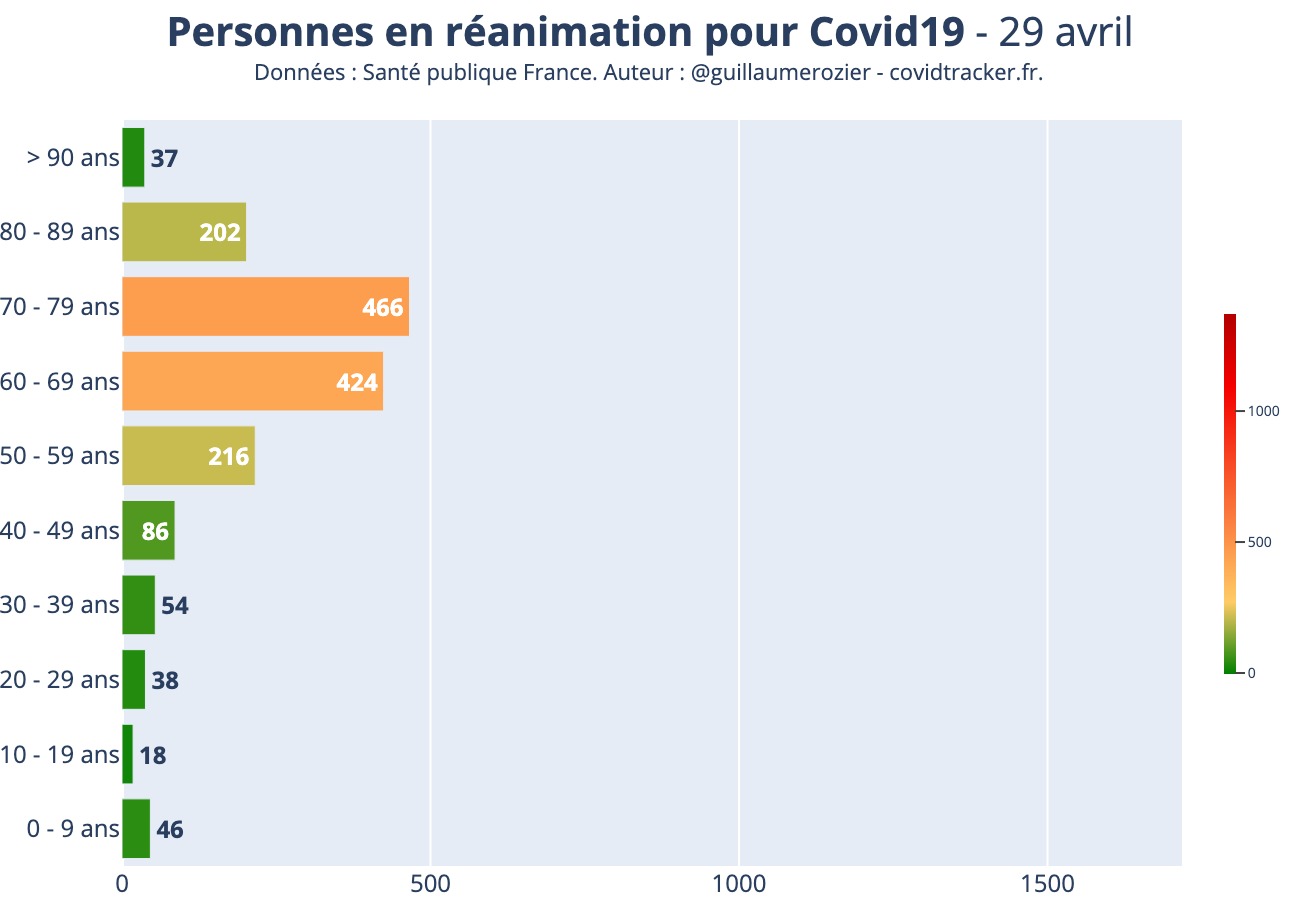 Personnes en réanimation pour Covid19 - 29 avril
Données : Santé publique France. Auteur : @guillaumerozier - covidtracker.fr.
> 90 ans 37
80 - 89 ans 202
70 - 79 ans 466
60 - 69 ans 424
50 - 59 ans 216
40 - 49 ans 86
30 - 39 ans 54
20 - 29 ans 38
10 - 19 ans 18
0 - 9 ans 46
0 500 1000 1500
1000
500
0